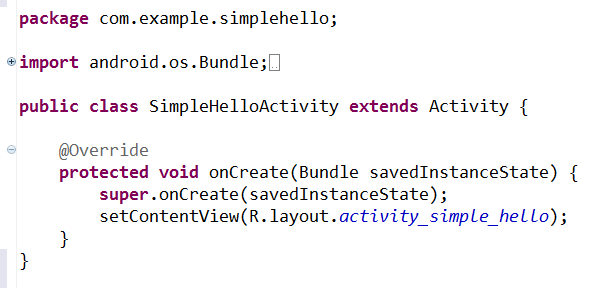 package com.example.simplehello;
import android.os.Bundle;
public class SimpleHelloActivity extends Activity {
@Override
protected void onCreate(Bundle savedInstanceState) {
super.onCreate(savedInstanceState);
setContentView(R.layout.activity_simple_hello);
}
}